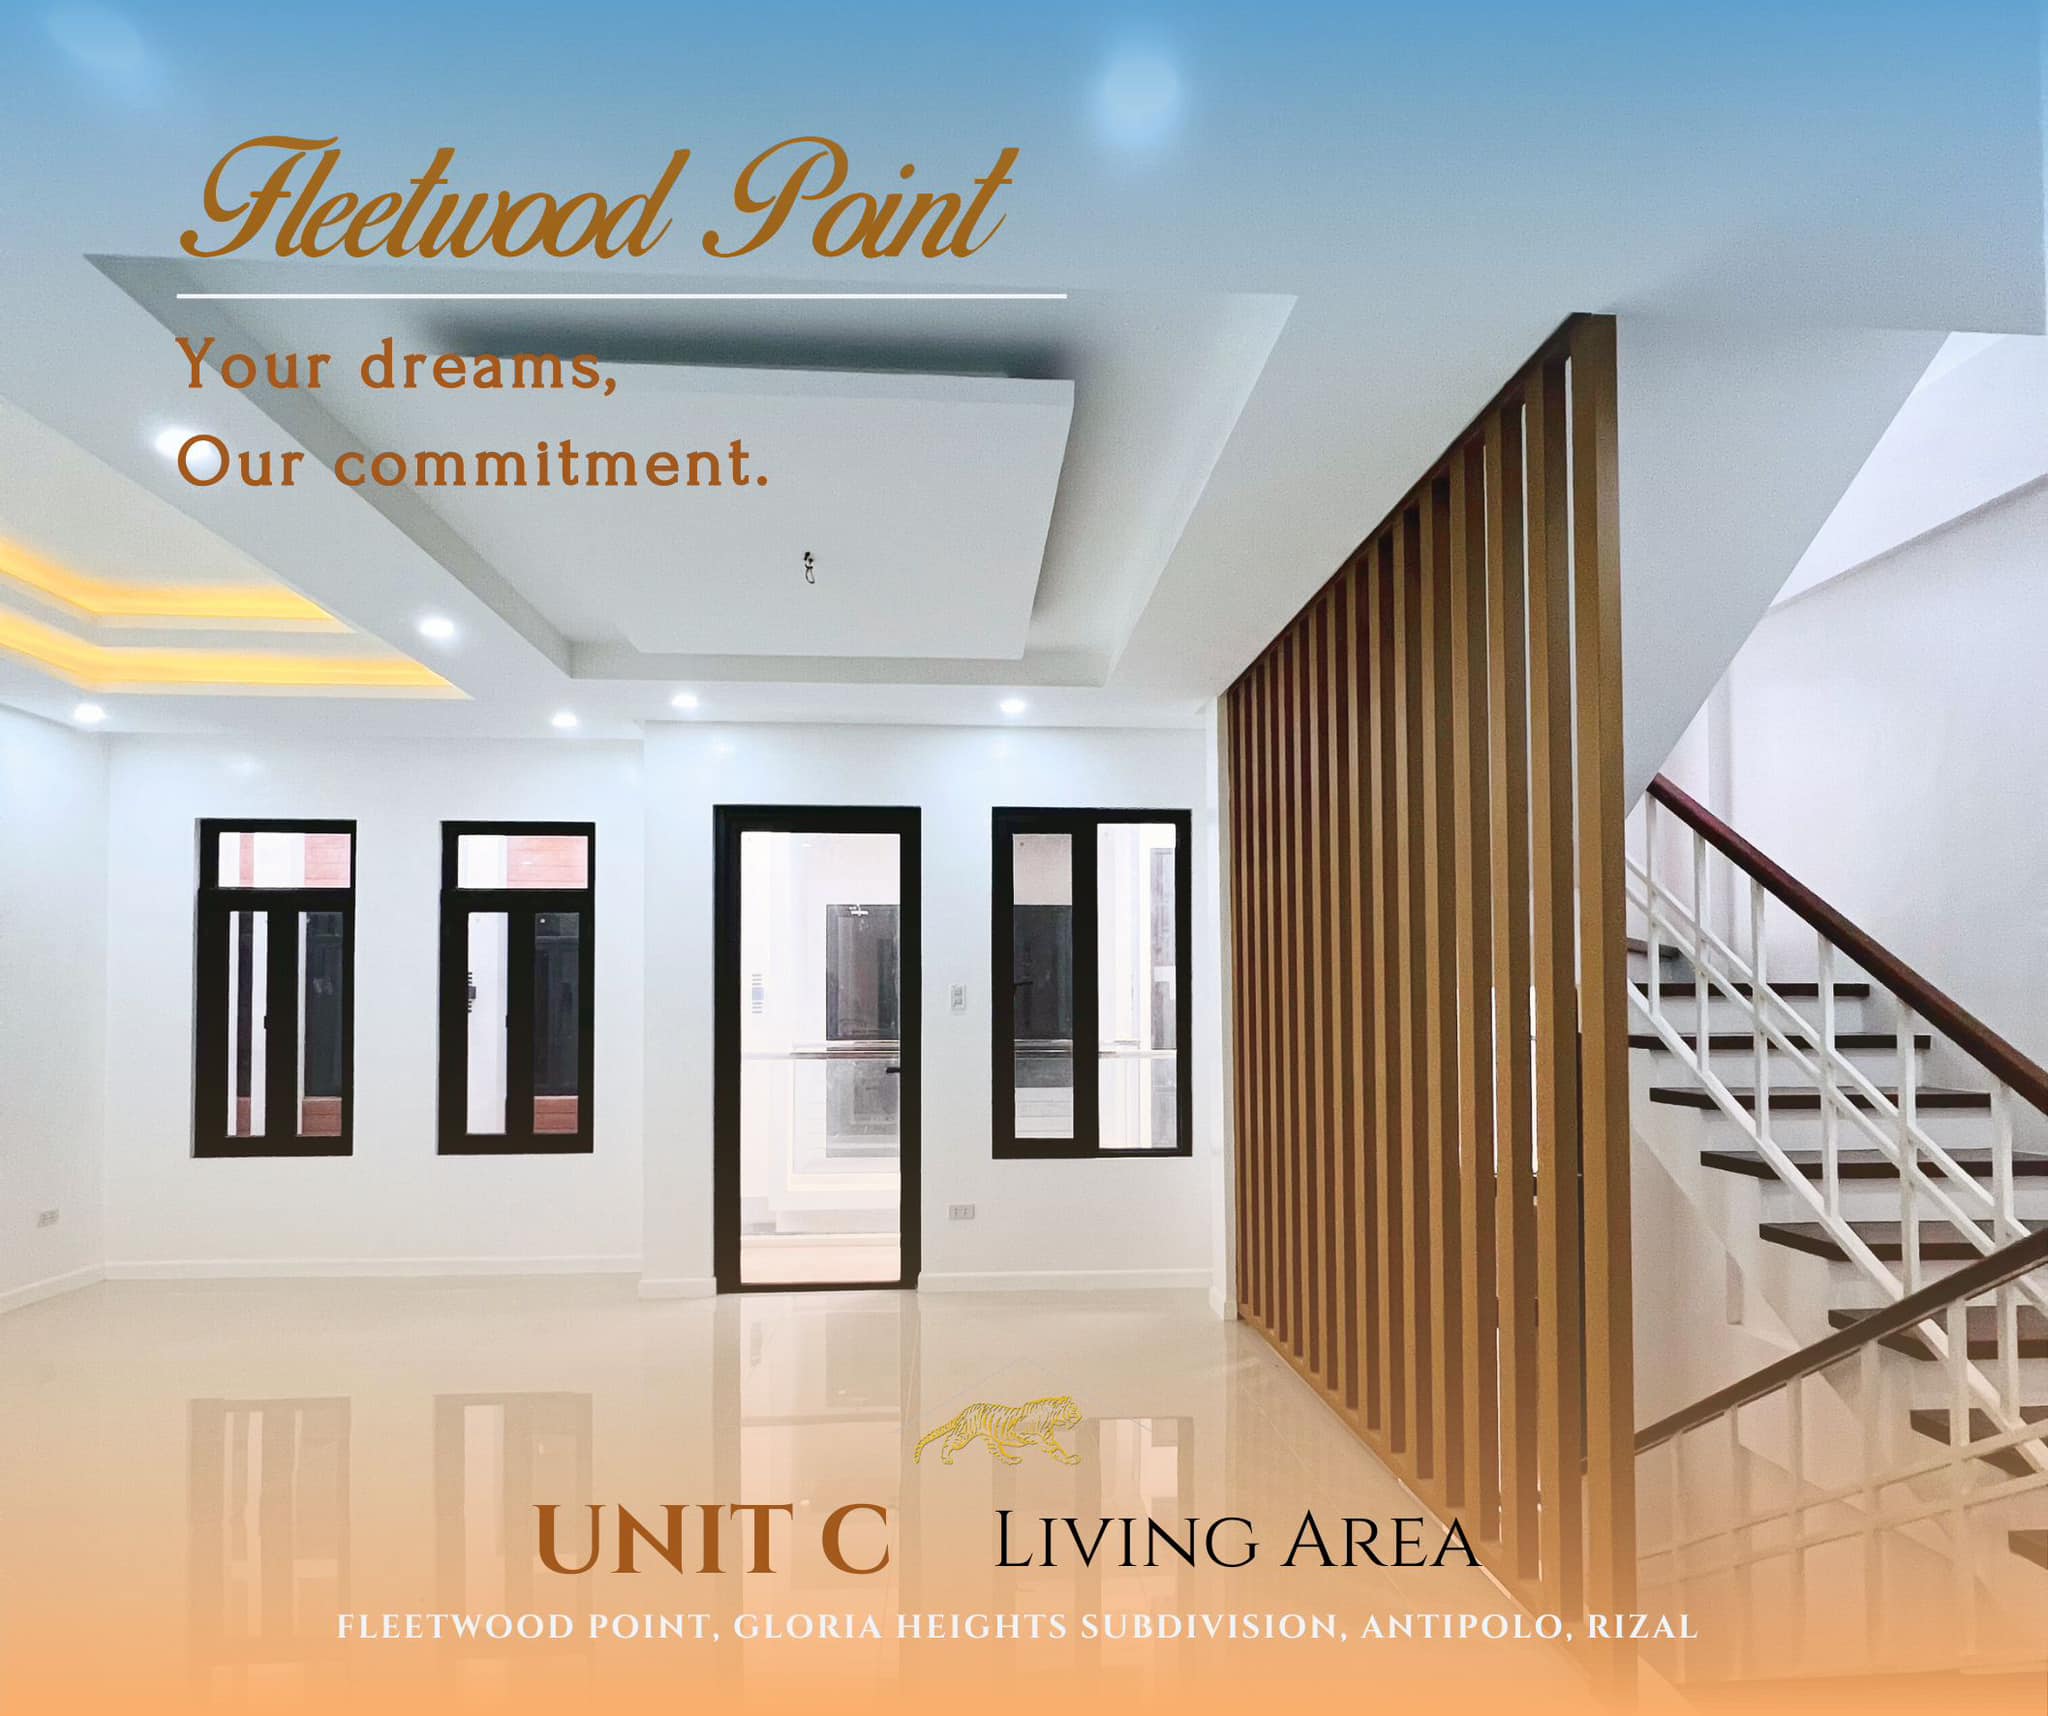 Fleetwood Point
Your dreams,
Our commitment.
UNIT C LIVING AREA
FLEETWOOD POINT, GLORIA HEIGHTS SUBDIVISION, ANTIPOLO, RIZAL